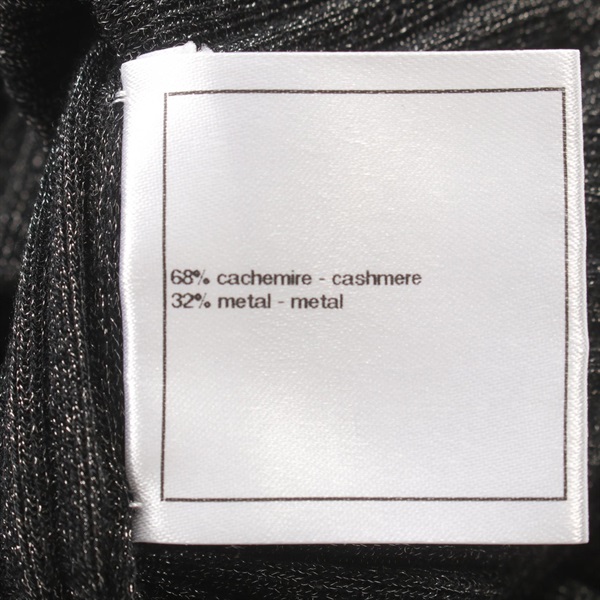 68% cachemire - cashmere
32% metal - metal